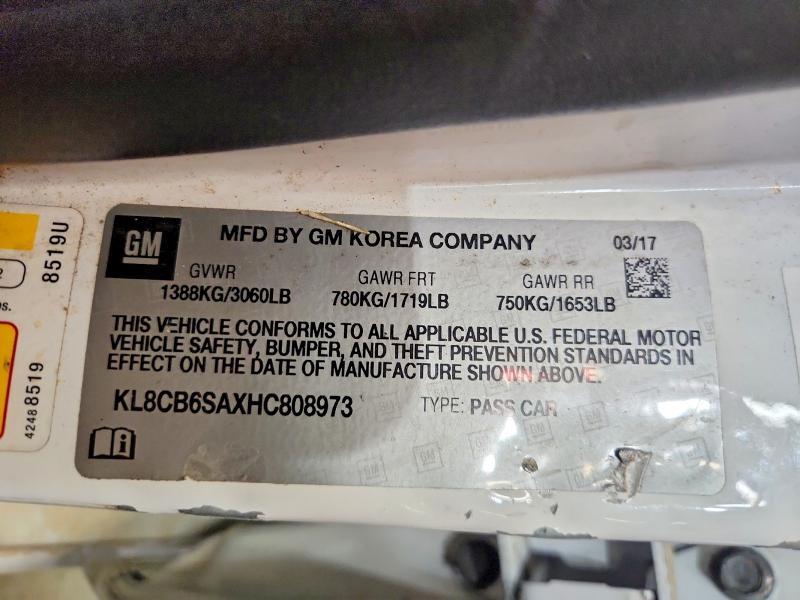 GM
MFD BY GM KOREA COMPANY 03/17
GVWR GAWR FRT GAWR RR
1388KG/3060LB 780KG/1719LB 750KG/1653LB
THIS VEHICLE CONFORMS TO ALL APPLICABLE U.S. FEDERAL MOTOR
VEHICLE SAFETY, BUMPER, AND THEFT PREVENTION STANDARDS IN
EFFECT ON THE DATE OF MANUFACTURE SHOWN ABOVE.
KL8CB6SAXHC808973 TYPE: PASS CAR
8519U
42488519